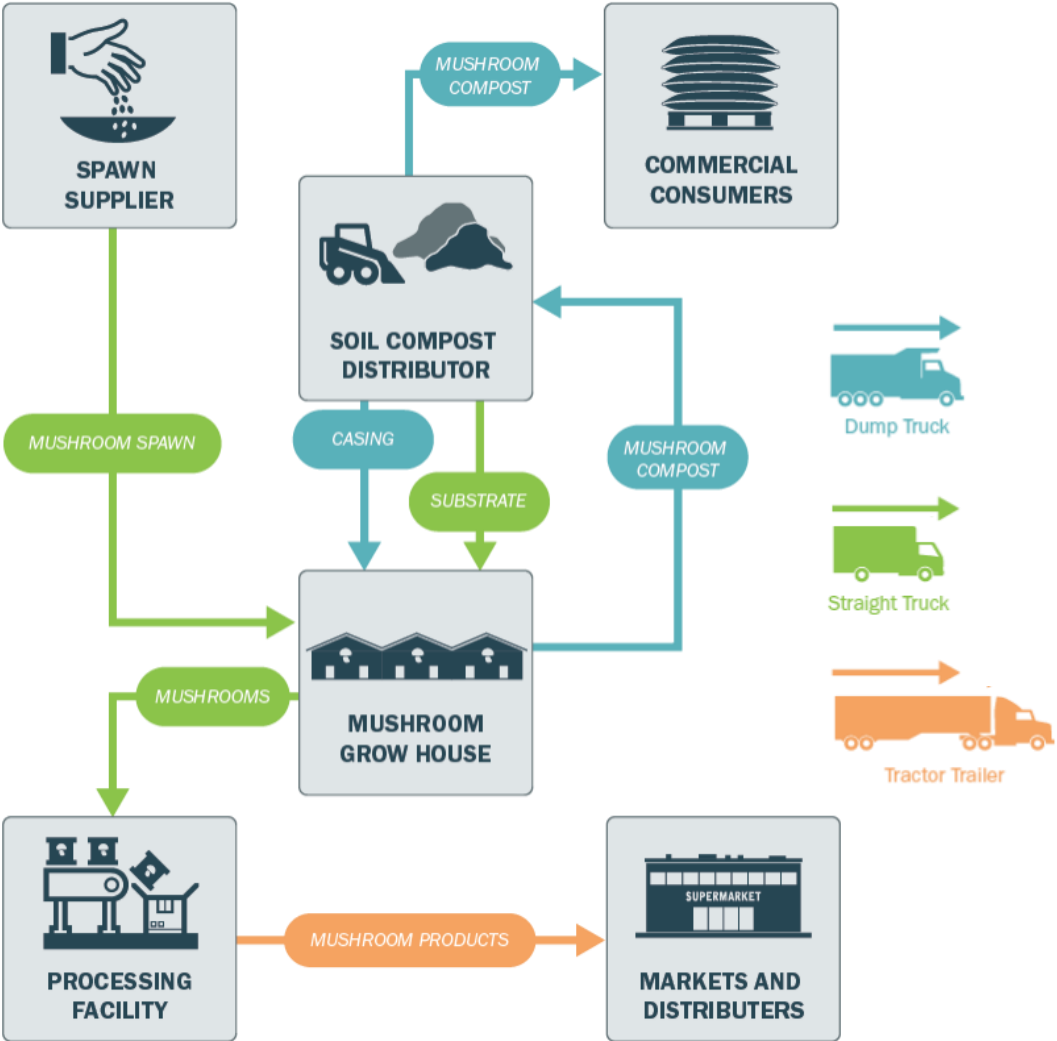 MUSHROOM
COMPOST
SPAWN
SUPPLIER
COMMERCIAL
CONSUMERS
SOIL COMPOST
DISTRIBUTOR
MUSHROOM SPAWN
CASING
SUBSTRATE
MUSHROOM
COMPOST
Dump Truck
Straight Truck
MUSHROOMS
MUSHROOM
GROW HOUSE
Tractor Trailer
SUPERMARKET
MUSHROOM PRODUCTS
PROCESSING
FACILITY
MARKETS AND
DISTRIBUTERS